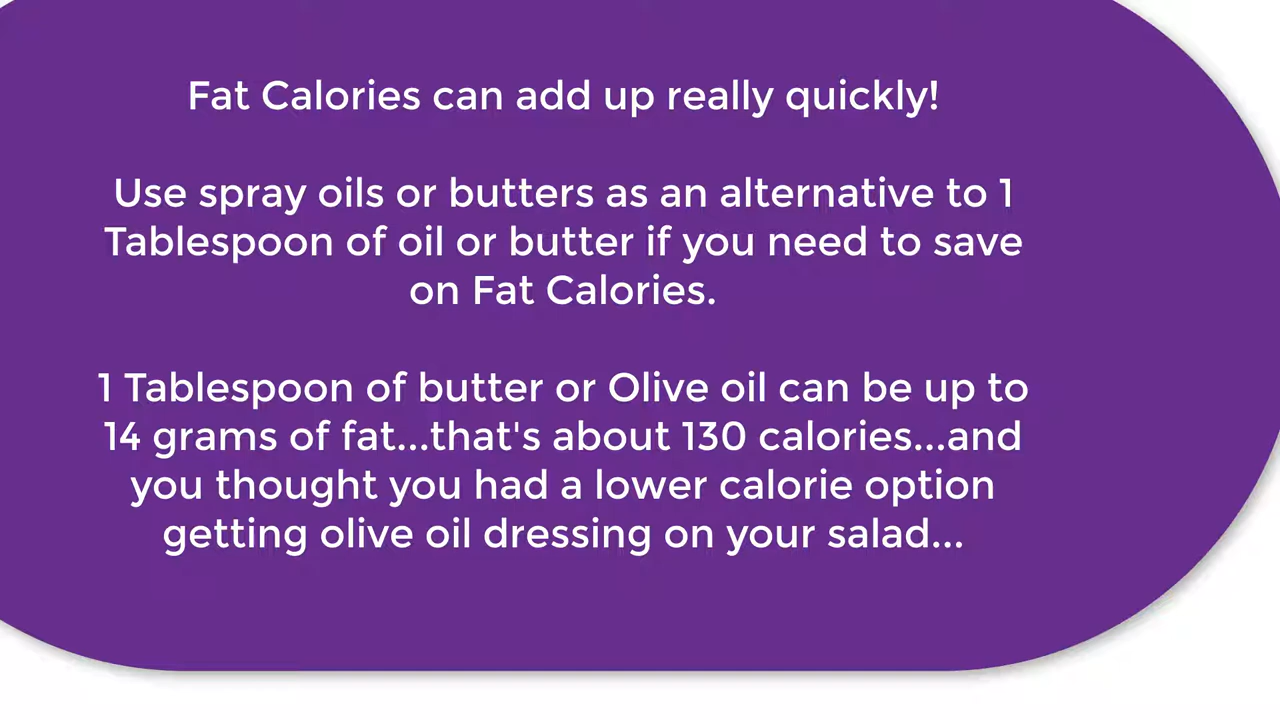 Fat Calories can add up really quickly!
Use spray oils or butters as an alternative to 1
Tablespoon of oil or butter if you need to save
on Fat Calories.
1 Tablespoon of butter or Olive oil can be up to
14 grams of fat...that's about 130 calories...and
you thought you had a lower calorie option
getting olive oil dressing on your salad...